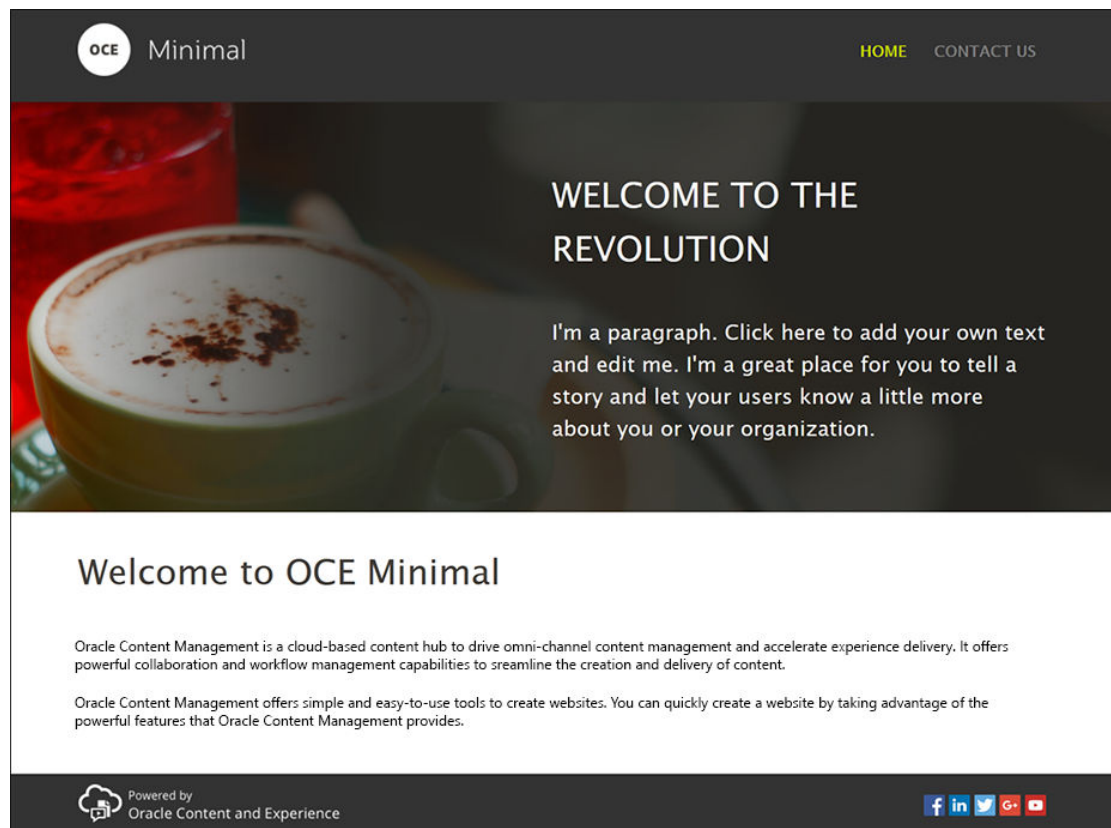 OCE Minimal
HOME CONTACT US
WELCOME TO THE
REVOLUTION
I'm a paragraph. Click here to add your own text
and edit me. I'm a great place for you to tell a
story and let your users know a little more
about you or your organization.
Welcome to OCE Minimal
Oracle Content Management is a cloud-based content hub to drive omni-channel content management and accelerate experience delivery. It offers
powerful collaboration and workflow management capabilities to sreamline the creation and delivery of content.
Oracle Content Management offers simple and easy-to-use tools to create websites. You can quickly create a website by taking advantage of the
powerful features that Oracle Content Management provides.
Powered by
Oracle Content and Experience
f in G+